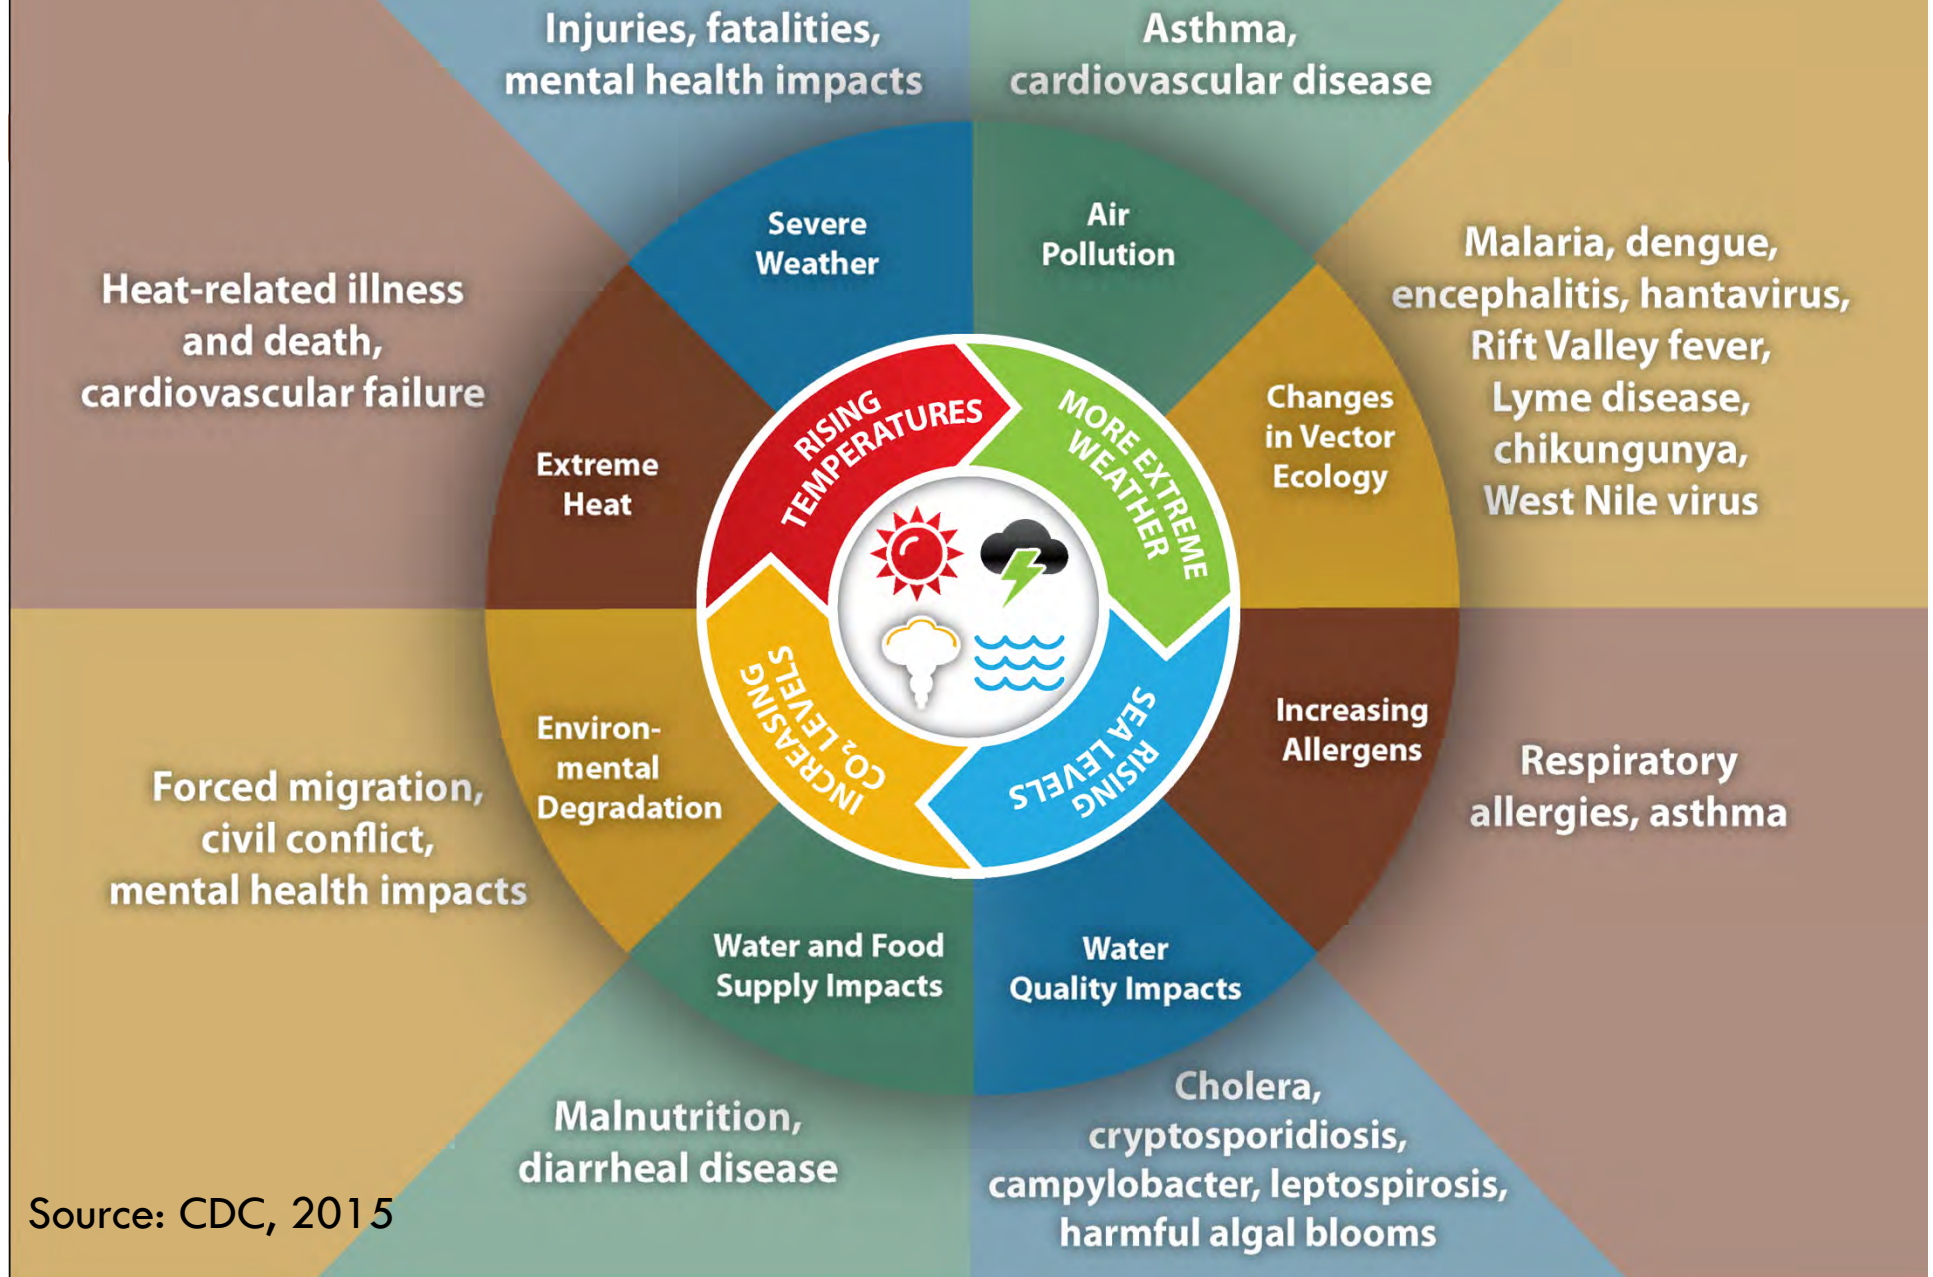 Injuries, fatalities,
mental health impacts
Asthma,
cardiovascular disease
Severe
Weather
Air
Pollution
Heat-related illness
and death,
cardiovascular failure
Extreme
Heat
Changes
in Vector
Ecology
Malaria, dengue,
encephalitis, hantavirus,
Rift Valley fever,
Lyme disease,
chikungunya,
West Nile virus
RISING
TEMPERATURES
MORE EXTREME
WEATHER
INCREASING
CO₂ LEVELS
RISING
SEA LEVELS
Environ-
mental
Degradation
Increasing
Allergens
Forced migration,
civil conflict,
mental health impacts
Respiratory
allergies, asthma
Water and Food
Supply Impacts
Water
Quality Impacts
Malnutrition,
diarrheal disease
Cholera,
cryptosporidiosis,
campylobacter, leptospirosis,
harmful algal blooms
Source: CDC, 2015